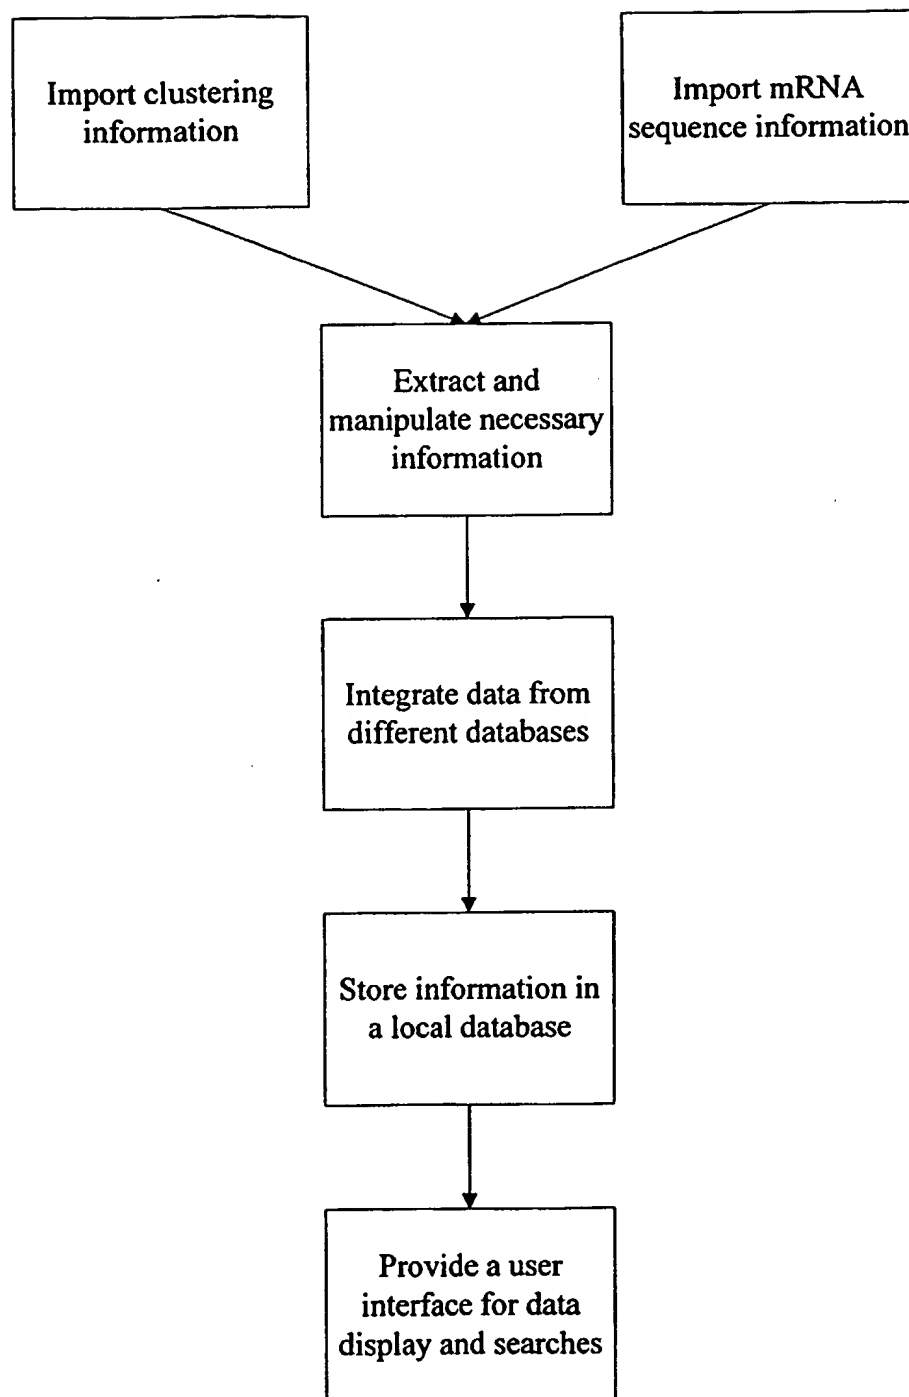 Import clustering
information
Import mRNA
sequence information
Extract and
manipulate necessary
information
Integrate data from
different databases
Store information in
a local database
Provide a user
interface for data
display and searches